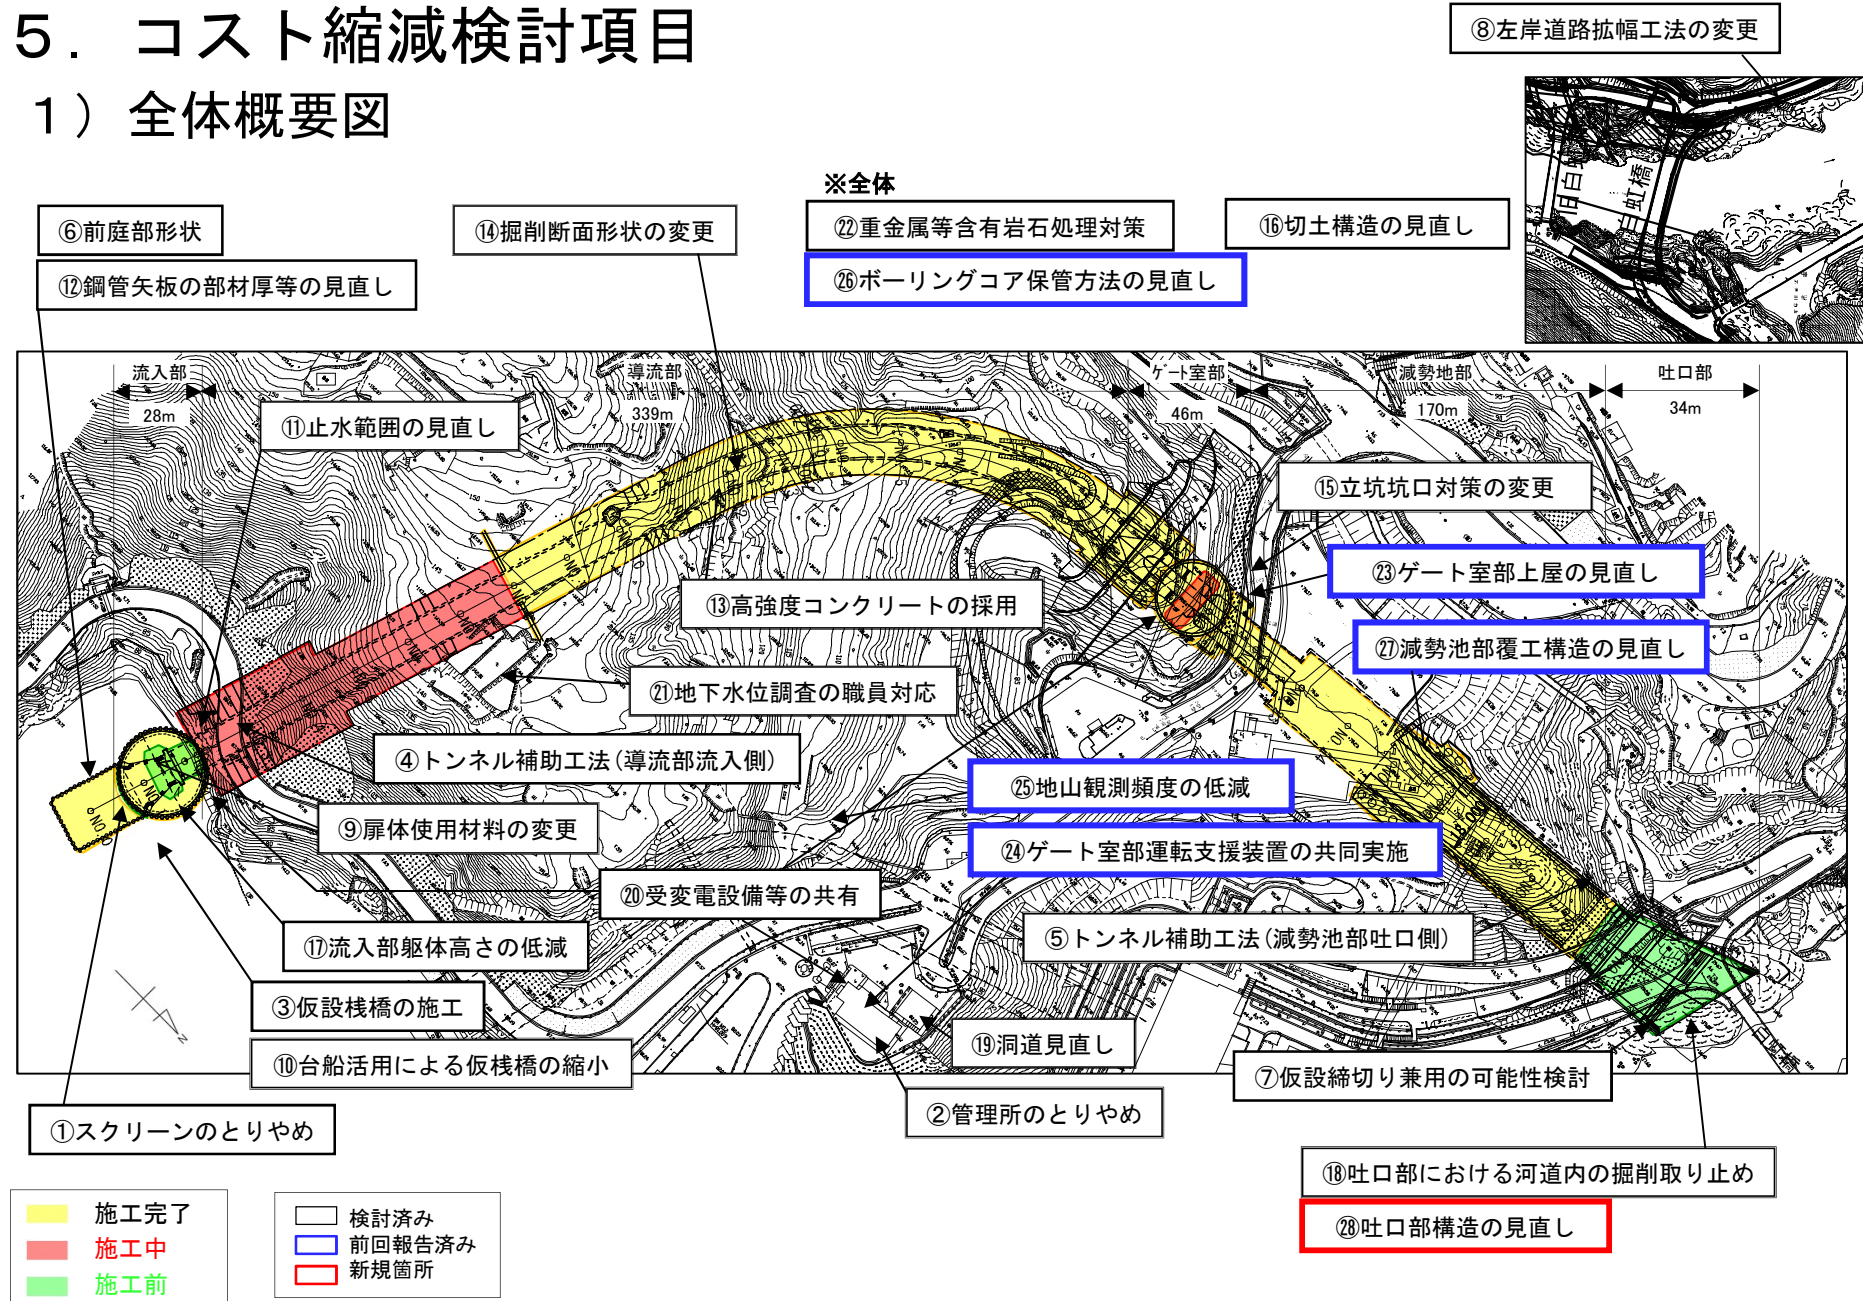 5．コスト縮減検討項目
1）全体概要図
⑧左岸道路拡幅工法の変更
旧白虹橋
白虹橋
※全体
⑥前庭部形状
⑭掘削断面形状の変更
㉒重金属等含有岩石処理対策
⑯切土構造の見直し
⑫鋼管矢板の部材厚等の見直し
㉖ボーリングコア保管方法の見直し
流入部
導流部
ゲート室部
減勢地部
吐口部
28m
339m
46m
170m
34m
⑪止水範囲の見直し
⑮立坑坑口対策の変更
㉓ゲート室部上屋の見直し
⑬高強度コンクリートの採用
㉗減勢池部覆工構造の見直し
㉑地下水位調査の職員対応
④トンネル補助工法(導流部流入側)
㉕地山観測頻度の低減
⑨扉体使用材料の変更
㉔ゲート室部運転支援装置の共同実施
⑳受変電設備等の共有
⑤トンネル補助工法(減勢池部吐口側)
⑰流入部躯体高さの低減
③仮設桟橋の施工
⑲洞道見直し
⑩台船活用による仮桟橋の縮小
⑦仮設締切り兼用の可能性検討
①スクリーンのとりやめ
②管理所のとりやめ
⑱吐口部における河道内の掘削取り止め
㉘吐口部構造の見直し
施工完了
施工中
施工前
検討済み
前回報告済み
新規箇所